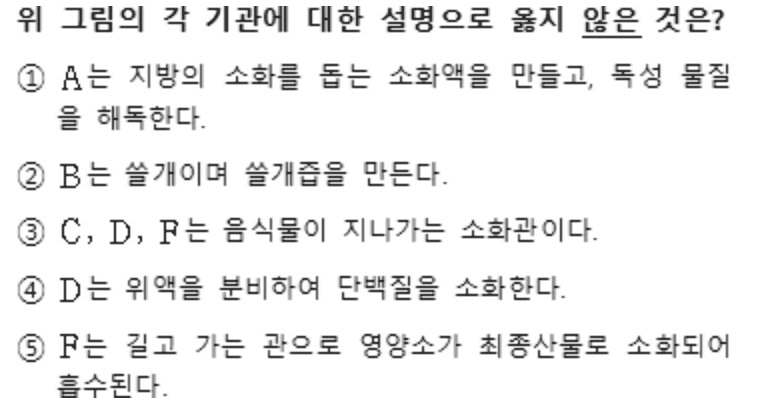 위 그림의 각 기관에 대한 설명으로 옳지 않은 것은?
① A는 지방의 소화를 돕는 소화액을 만들고, 독성 물질
을 해독한다.
② B는 쓸개이며 쓸개즙을 만든다.
③ C, D, F는 음식물이 지나가는 소화관이다.
④ D는 위액을 분비하여 단백질을 소화한다.
⑤ F는 길고 가는 관으로 영양소가 최종산물로 소화되어
흡수된다.